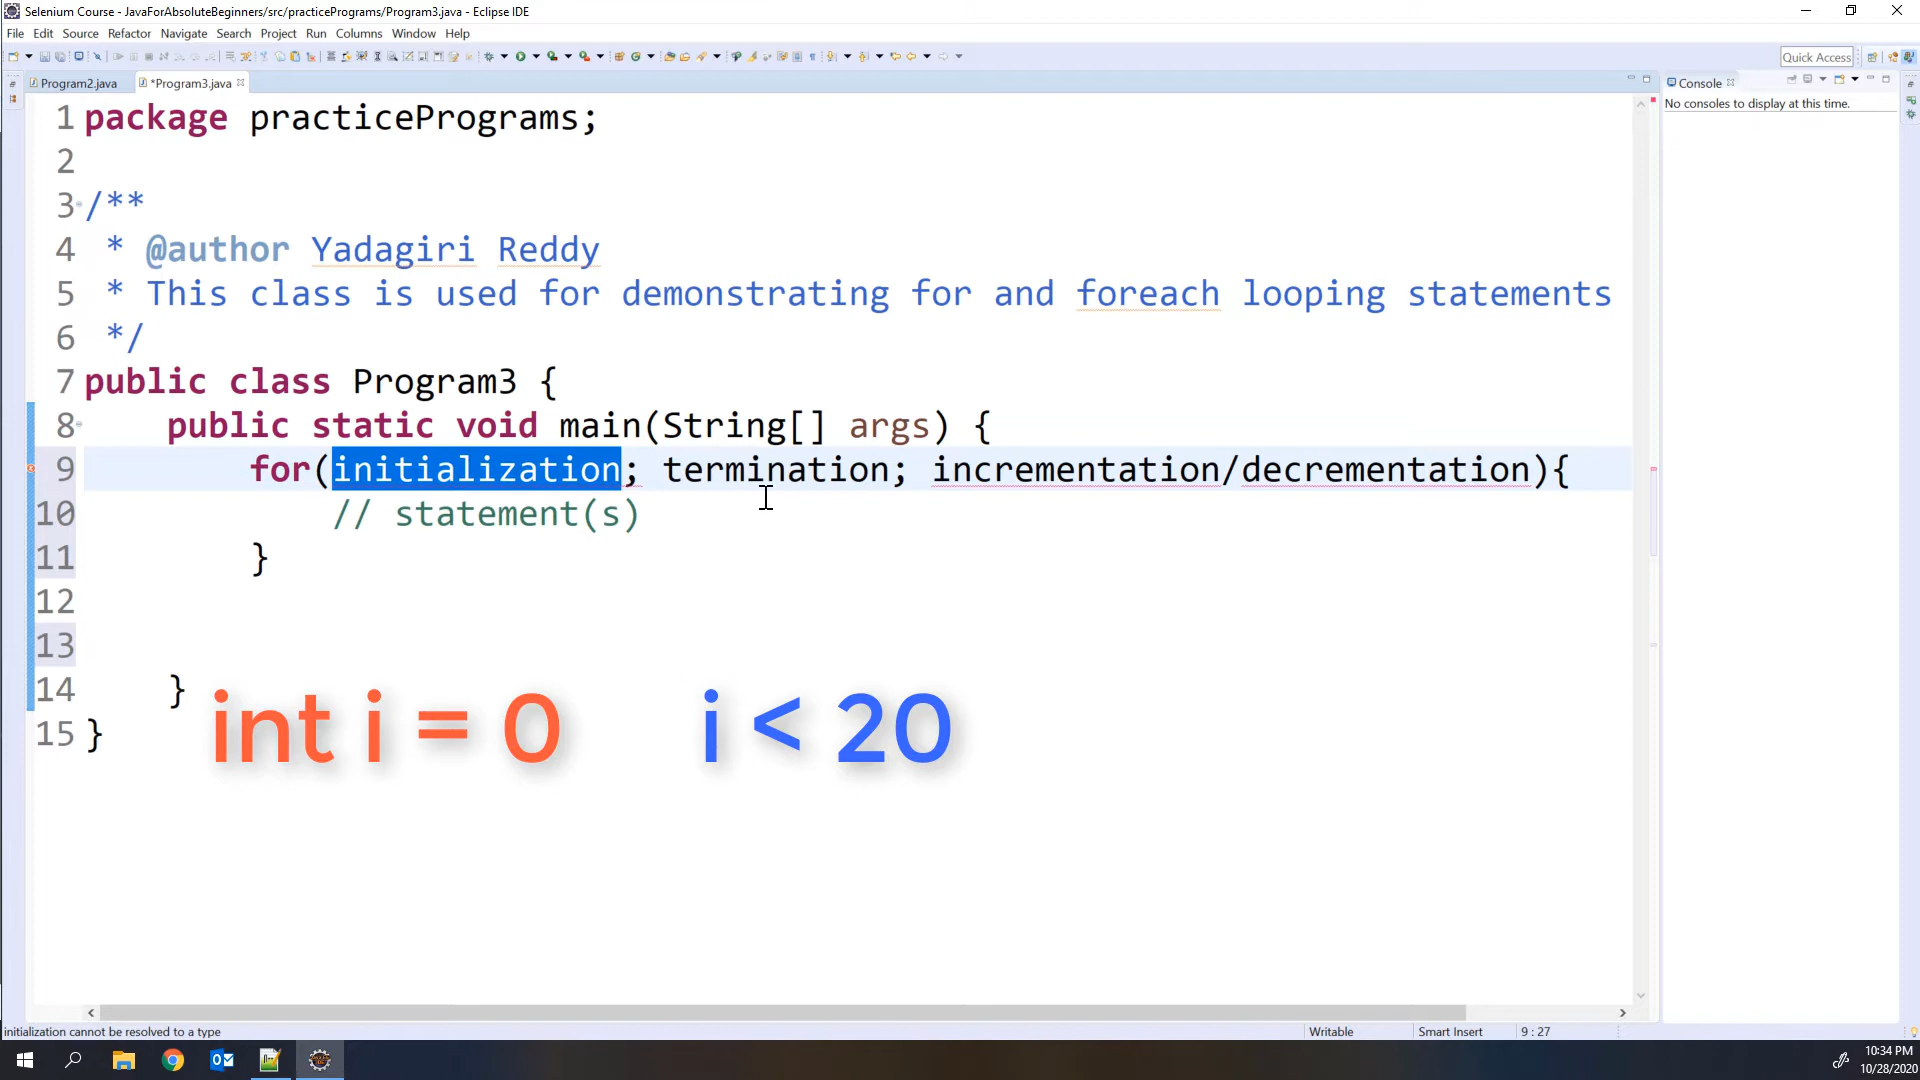 Selenium Course - JavaForAbsoluteBeginners/src/practicePrograms/Program3.java - Eclipse IDE
File Edit Source Refactor Navigate Search Project Run Columns Window Help
Quick Access
Program2.java *Program3.java
Console
No consoles to display at this time.
1 package practicePrograms;
2
3 /**
4 * @author Yadagiri Reddy
5 * This class is used for demonstrating for and foreach looping statements
6 */
7 public class Program3 {
8 public static void main(String[] args) {
9 for(initialization; termination; incrementation/decrementation){
10 // statement(s)
11 }
12
13
14 }
15 }
int i = 0 i < 20
initialization cannot be resolved to a type
Writable Smart Insert 9 : 27
10:34 PM
10/28/2020